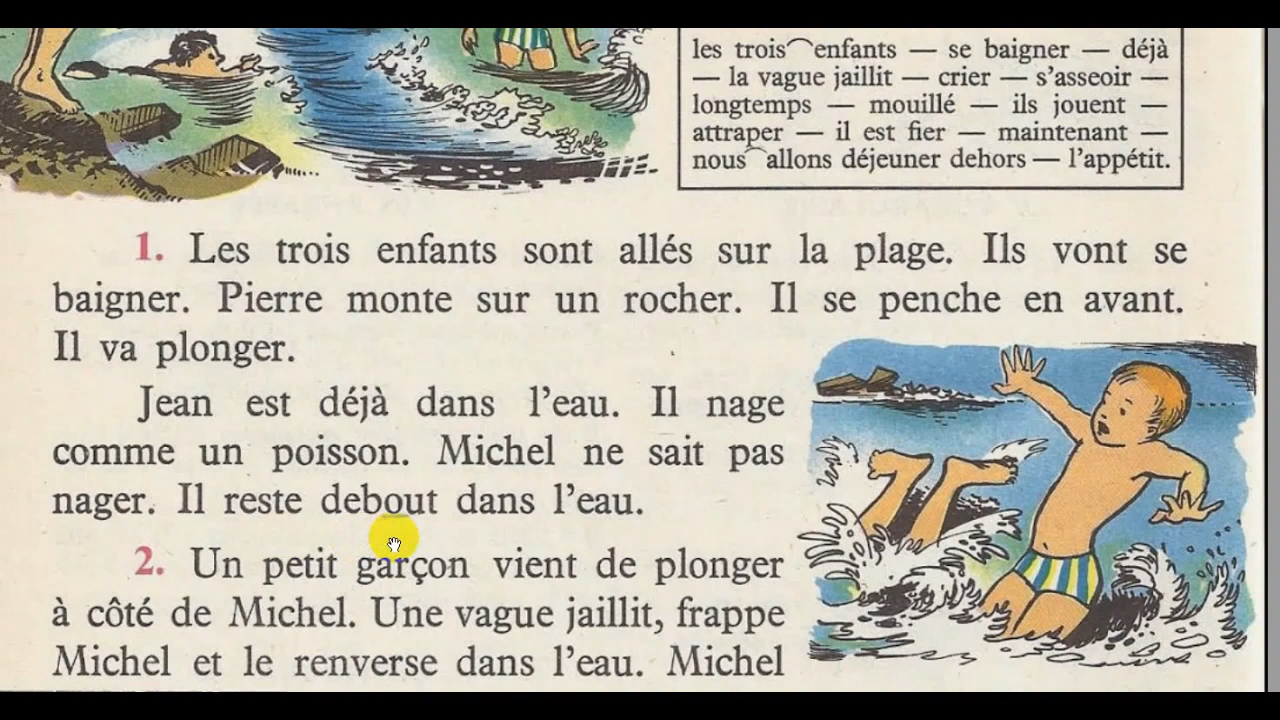 les trois enfants — se baigner — déjà
— la vague jaillit — crier — s'asseoir —
longtemps — mouillé — ils jouent —
attraper — il est fier — maintenant —
nous allons déjeuner dehors — l'appétit.
1. Les trois enfants sont allés sur la plage. Ils vont se
baigner. Pierre monte sur un rocher. Il se penche en avant.
Il va plonger.
Jean est déjà dans l'eau. Il nage
comme un poisson. Michel ne sait pas
nager. Il reste debout dans l'eau.
2. Un petit garçon vient de plonger
à côté de Michel. Une vague jaillit, frappe
Michel et le renverse dans l'eau. Michel